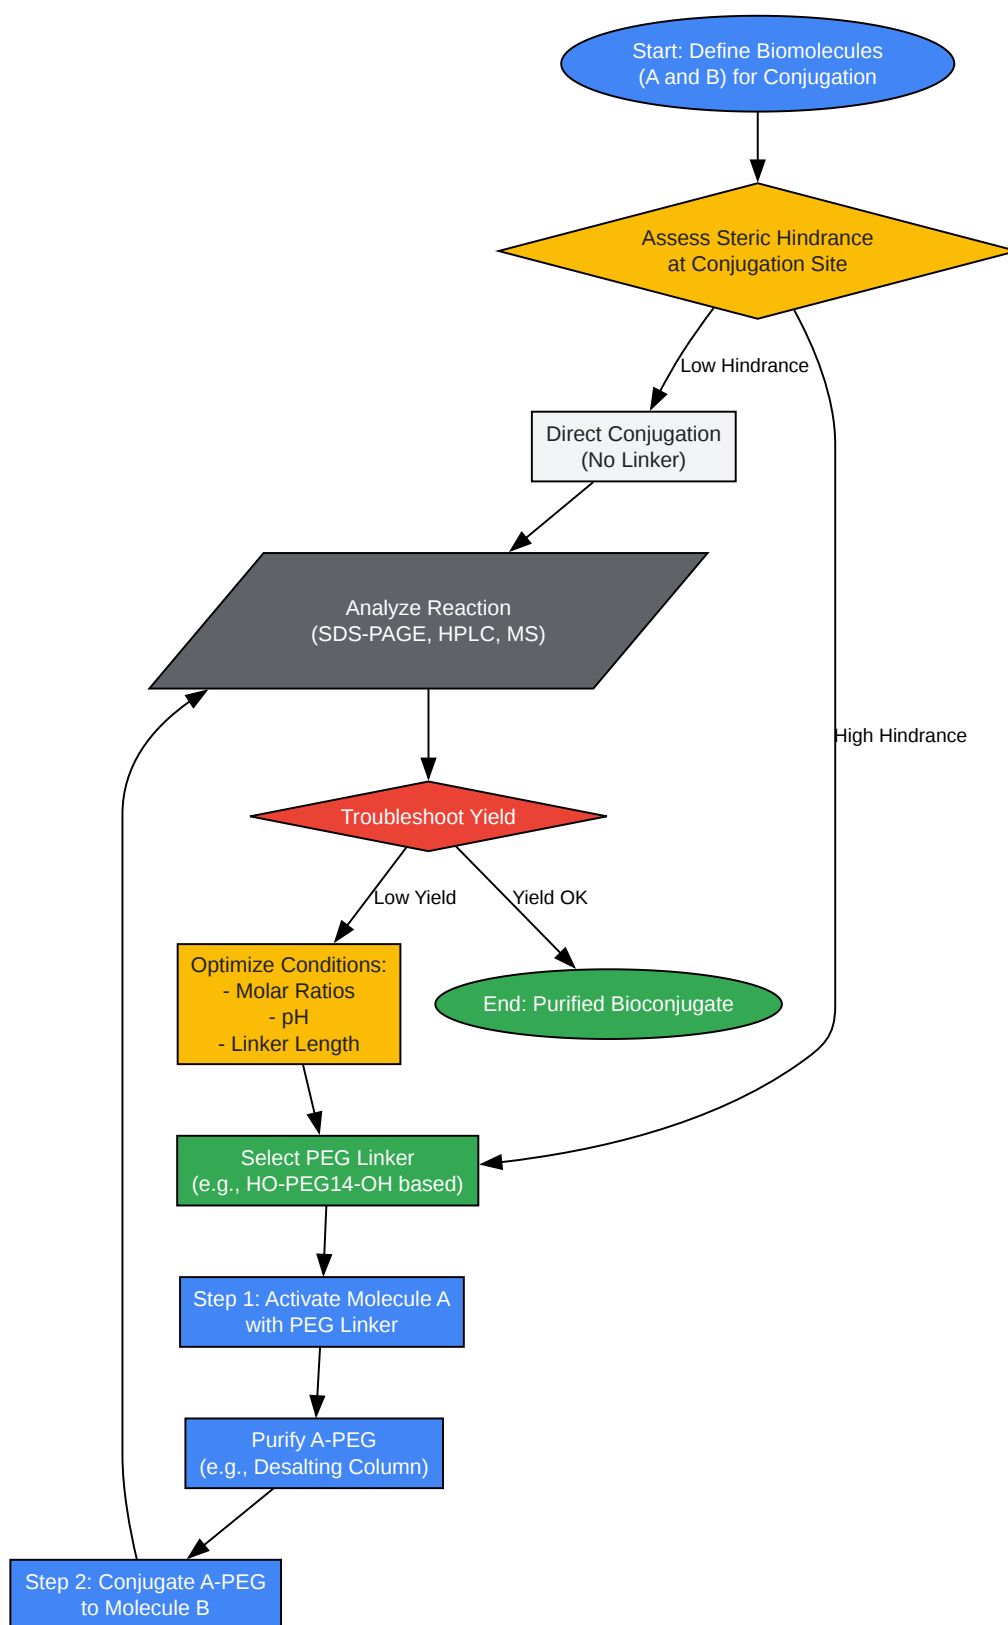 Start: Define Biomolecules
(A and B) for Conjugation
Assess Steric Hindrance
at Conjugation Site
Low Hindrance
Direct Conjugation
(No Linker)
Analyze Reaction
(SDS-PAGE, HPLC, MS)
High Hindrance
Troubleshoot Yield
Low Yield
Yield OK
Optimize Conditions:
- Molar Ratios
- pH
- Linker Length
End: Purified Bioconjugate
Select PEG Linker
(e.g., HO-PEG14-OH based)
Step 1: Activate Molecule A
with PEG Linker
Purify A-PEG
(e.g., Desalting Column)
Step 2: Conjugate A-PEG
to Molecule B